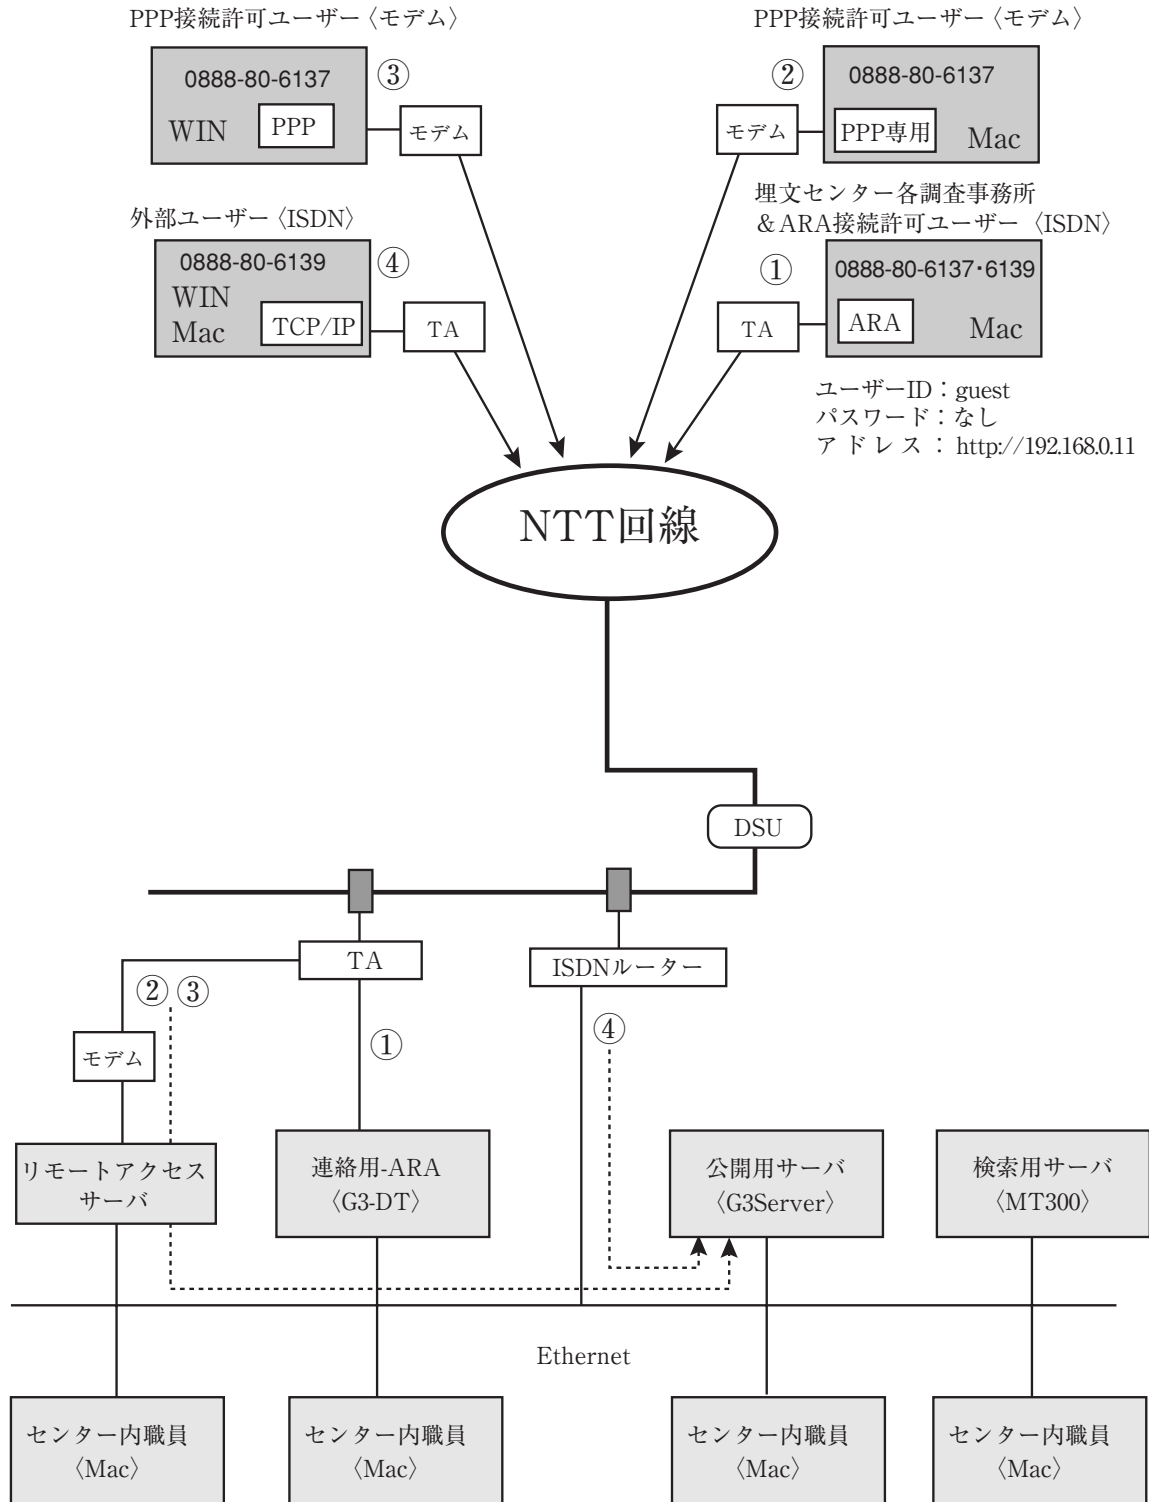 PPP接続許可ユーザー〈モデム〉
0888-80-6137
③
WIN
PPP
モデム
PPP接続許可ユーザー〈モデム〉
②
0888-80-6137
モデム
PPP専用
Mac
外部ユーザー〈ISDN〉
0888-80-6139
④
WIN
Mac
TCP/IP
TA
埋文センター各調査事務所
＆ARA接続許可ユーザー〈ISDN〉
①
0888-80-6137･6139
TA
ARA
Mac
ユーザーID：guest
パスワード：なし
アドレス：http://192.168.0.11
NTT回線
DSU
TA
ISDNルーター
②③
①
④
モデム
リモートアクセス
サーバ
連絡用-ARA
〈G3-DT〉
公開用サーバ
〈G3Server〉
検索用サーバ
〈MT300〉
Ethernet
センター内職員
〈Mac〉
センター内職員
〈Mac〉
センター内職員
〈Mac〉
センター内職員
〈Mac〉